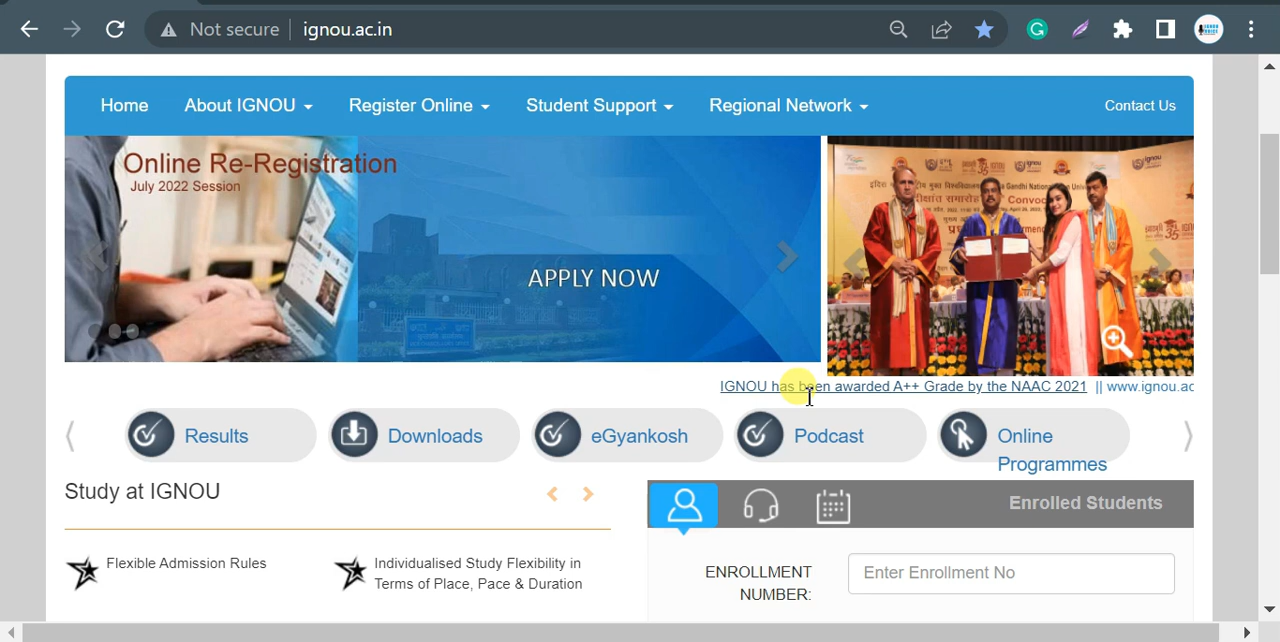 Not secure
ignou.ac.in
Home
About IGNOU
Register Online
Student Support
Regional Network
Contact Us
Online Re-Registration
July 2022 Session
APPLY NOW
IGNOU has been awarded A++ Grade by the NAAC 2021 || www.ignou.ac
Results
Downloads
eGyankosh
Podcast
Online
Programmes
Study at IGNOU
Enrolled Students
Flexible Admission Rules
Individualised Study Flexibility in
Terms of Place, Pace & Duration
ENROLLMENT
NUMBER:
Enter Enrollment No